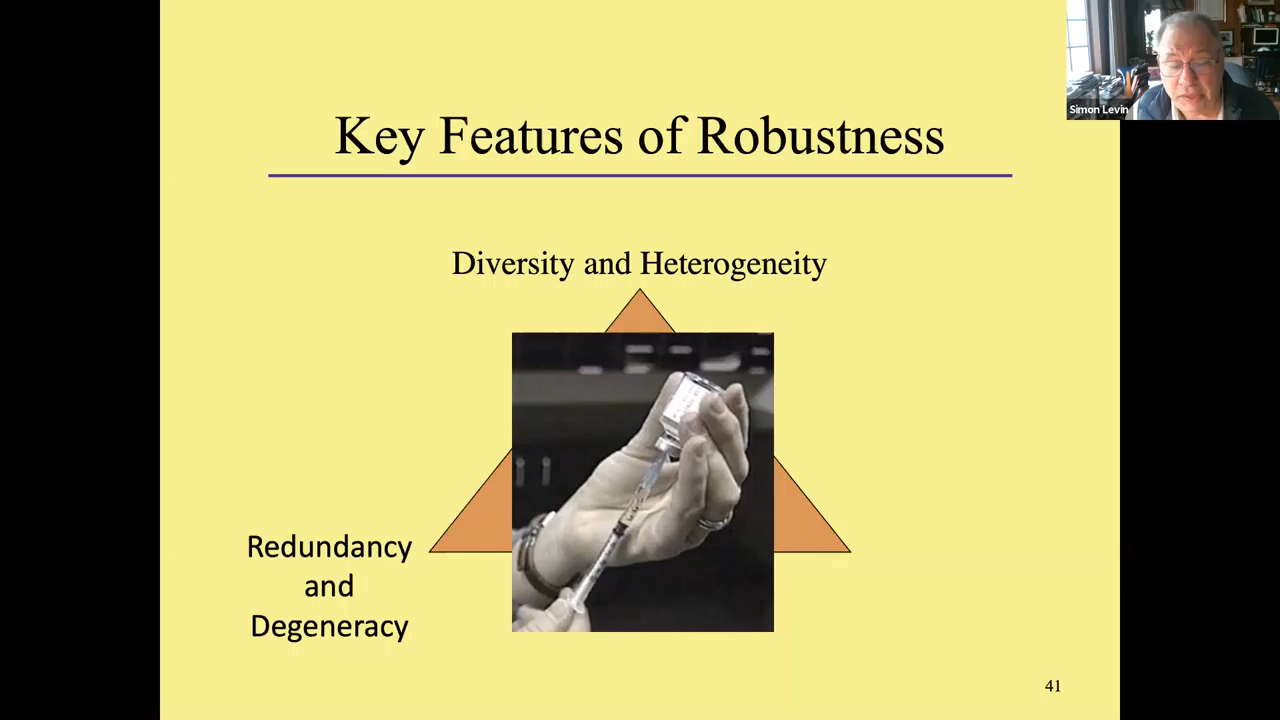 Simon Levin
Key Features of Robustness
Diversity and Heterogeneity
Redundancy
and
Degeneracy
41